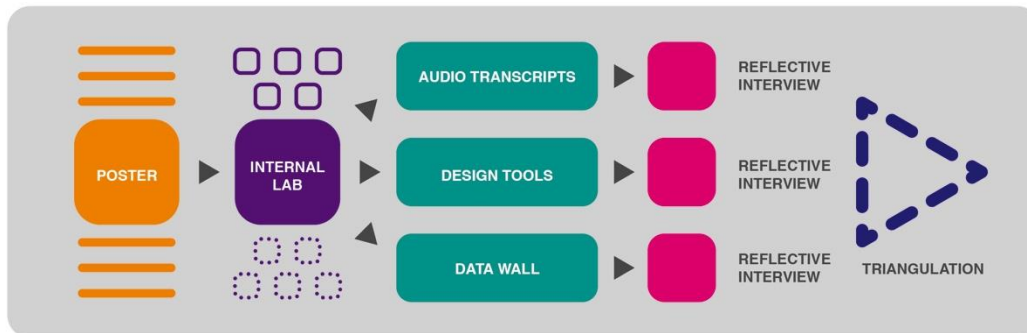 POSTER
INTERNAL
LAB
AUDIO TRANSCRIPTS
REFLECTIVE
INTERVIEW
DESIGN TOOLS
REFLECTIVE
INTERVIEW
DATA WALL
REFLECTIVE
INTERVIEW
TRIANGULATION